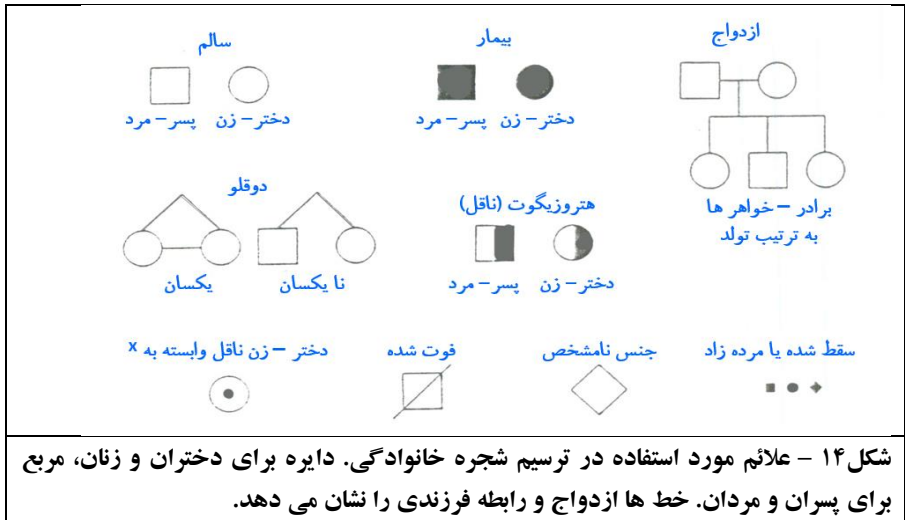 ازدواج
بیمار
سالم
دختر – زن پسر – مرد
دختر – زن پسر – مرد
برادر – خواهر ها
به ترتیب تولد
هتروزیگوت (ناقل)
دختر – زن پسر – مرد
دوقلو
نا یکسان
یکسان
سقط شده یا مرده زاد
جنس نامشخص
فوت شده
دختر – زن ناقل وابسته به x
شکل۱۴ – علائم مورد استفاده در ترسیم شجره خانوادگی. دایره برای دختران و زنان، مربع
برای پسران و مردان. خط ها ازدواج و رابطه فرزندی را نشان می دهد.